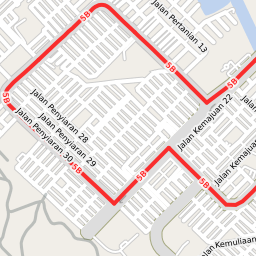 Jalan Pertanian 13
5B
5B
5B
5B
Jalan Penyiaran 28
Jalan Kemajuan 22
Jalan Penyiaran 29
Jalan Penyiaran 30
5B
5B
5B
Jalan Kemajuan
Jalan Kemuliaan